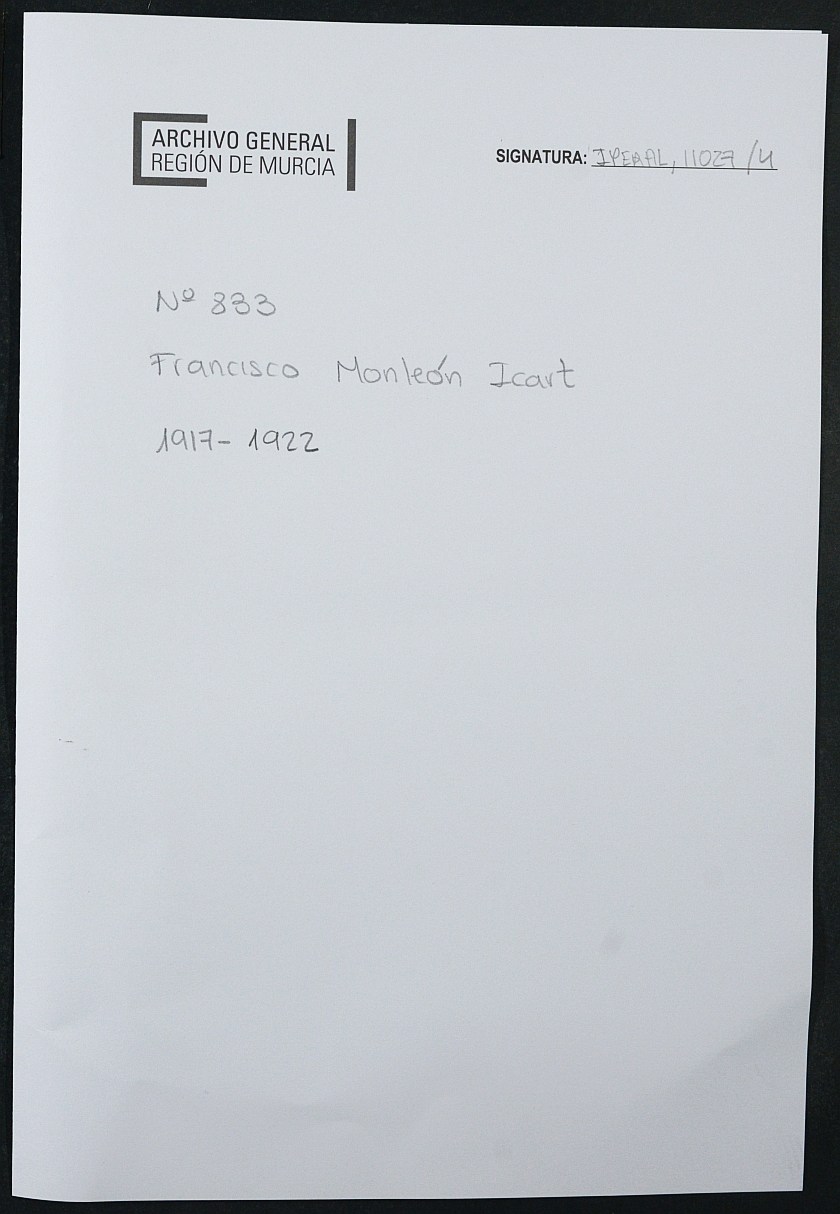 ARCHIVO GENERAL
REGIÓN DE MURCIA
SIGNATURA: IPERAL, 11027 /4
Nº 833
Francisco Monleón Icart
1917- 1922